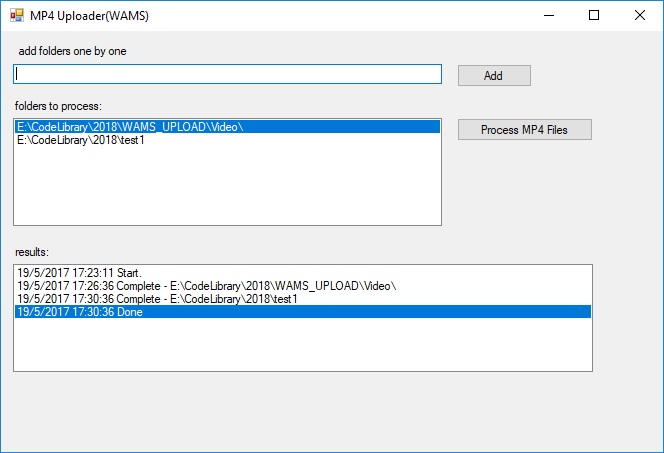 MP4 Uploader(WAMS)
add folders one by one
Add
folders to process:
E:\CodeLibrary\2018\WAMS_UPLOAD\Video\
E:\CodeLibrary\2018\test1
Process MP4 Files
results:
19/5/2017 17:23:11 Start.
19/5/2017 17:26:36 Complete - E:\CodeLibrary\2018\WAMS_UPLOAD\Video\
19/5/2017 17:30:36 Complete - E:\CodeLibrary\2018\test1
19/5/2017 17:30:36 Done